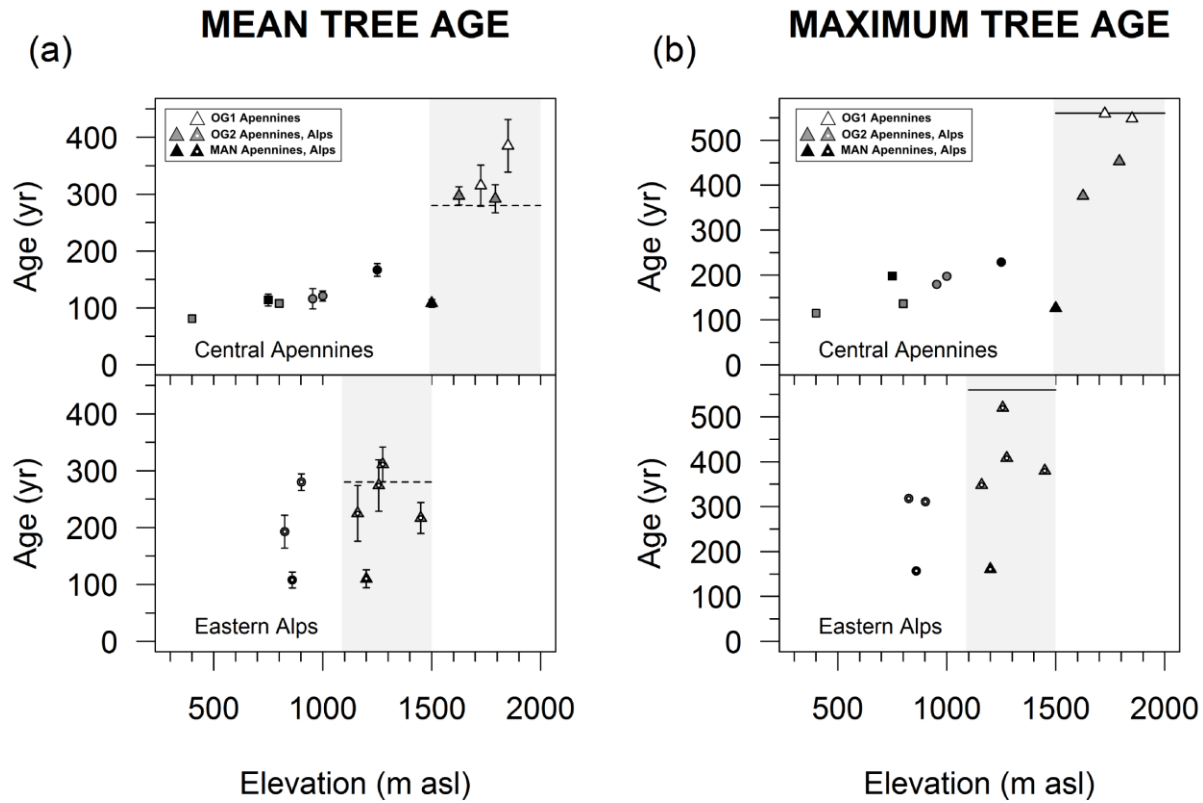 MEAN TREE AGE
(a)
OG1 Apennines
OG2 Apennines, Alps
MAN Apennines, Alps
400
300
200
100
0
Age (yr)
Central Apennines
400
300
200
100
0
Age (yr)
Eastern Alps
500
1000
1500
2000
Elevation (m asl)
MAXIMUM TREE AGE
(b)
OG1 Apennines
OG2 Apennines, Alps
MAN Apennines, Alps
500
400
300
200
100
0
Age (yr)
Central Apennines
500
400
300
200
100
0
Age (yr)
Eastern Alps
500
1000
1500
2000
Elevation (m asl)